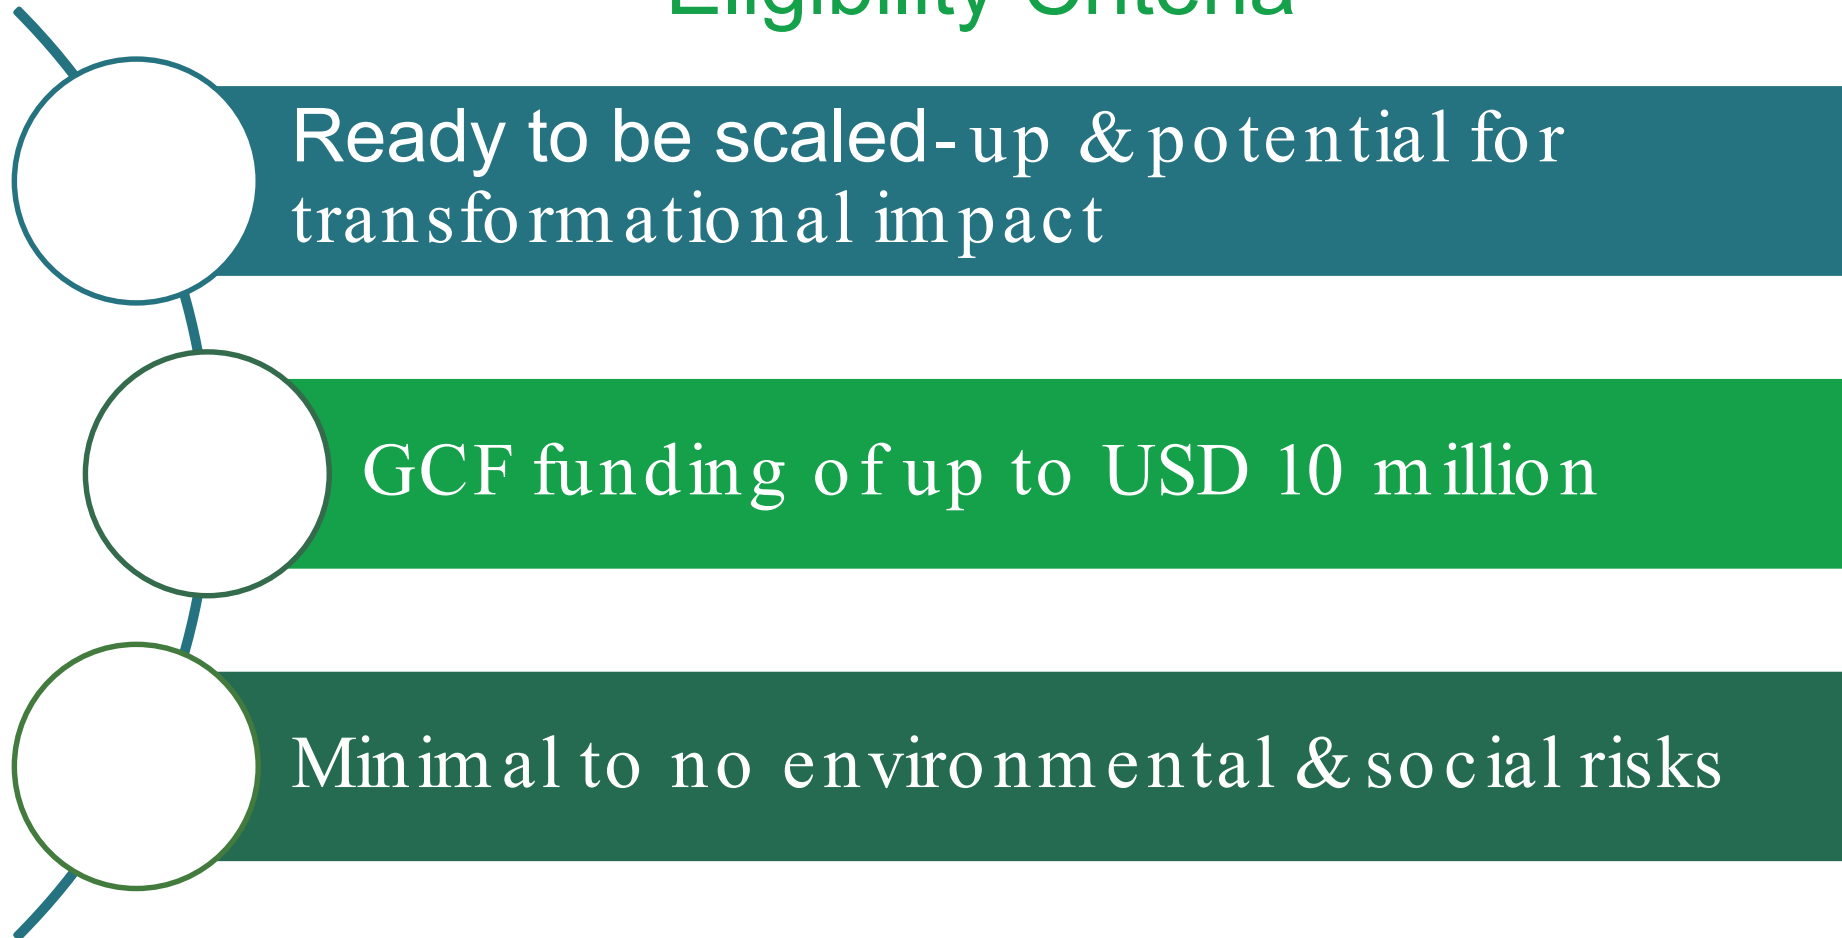 Eligibility Criteria
Ready to be scaled-up & potential for
transformational impact
GCF funding of up to USD 10 million
Minimal to no environmental & social risks